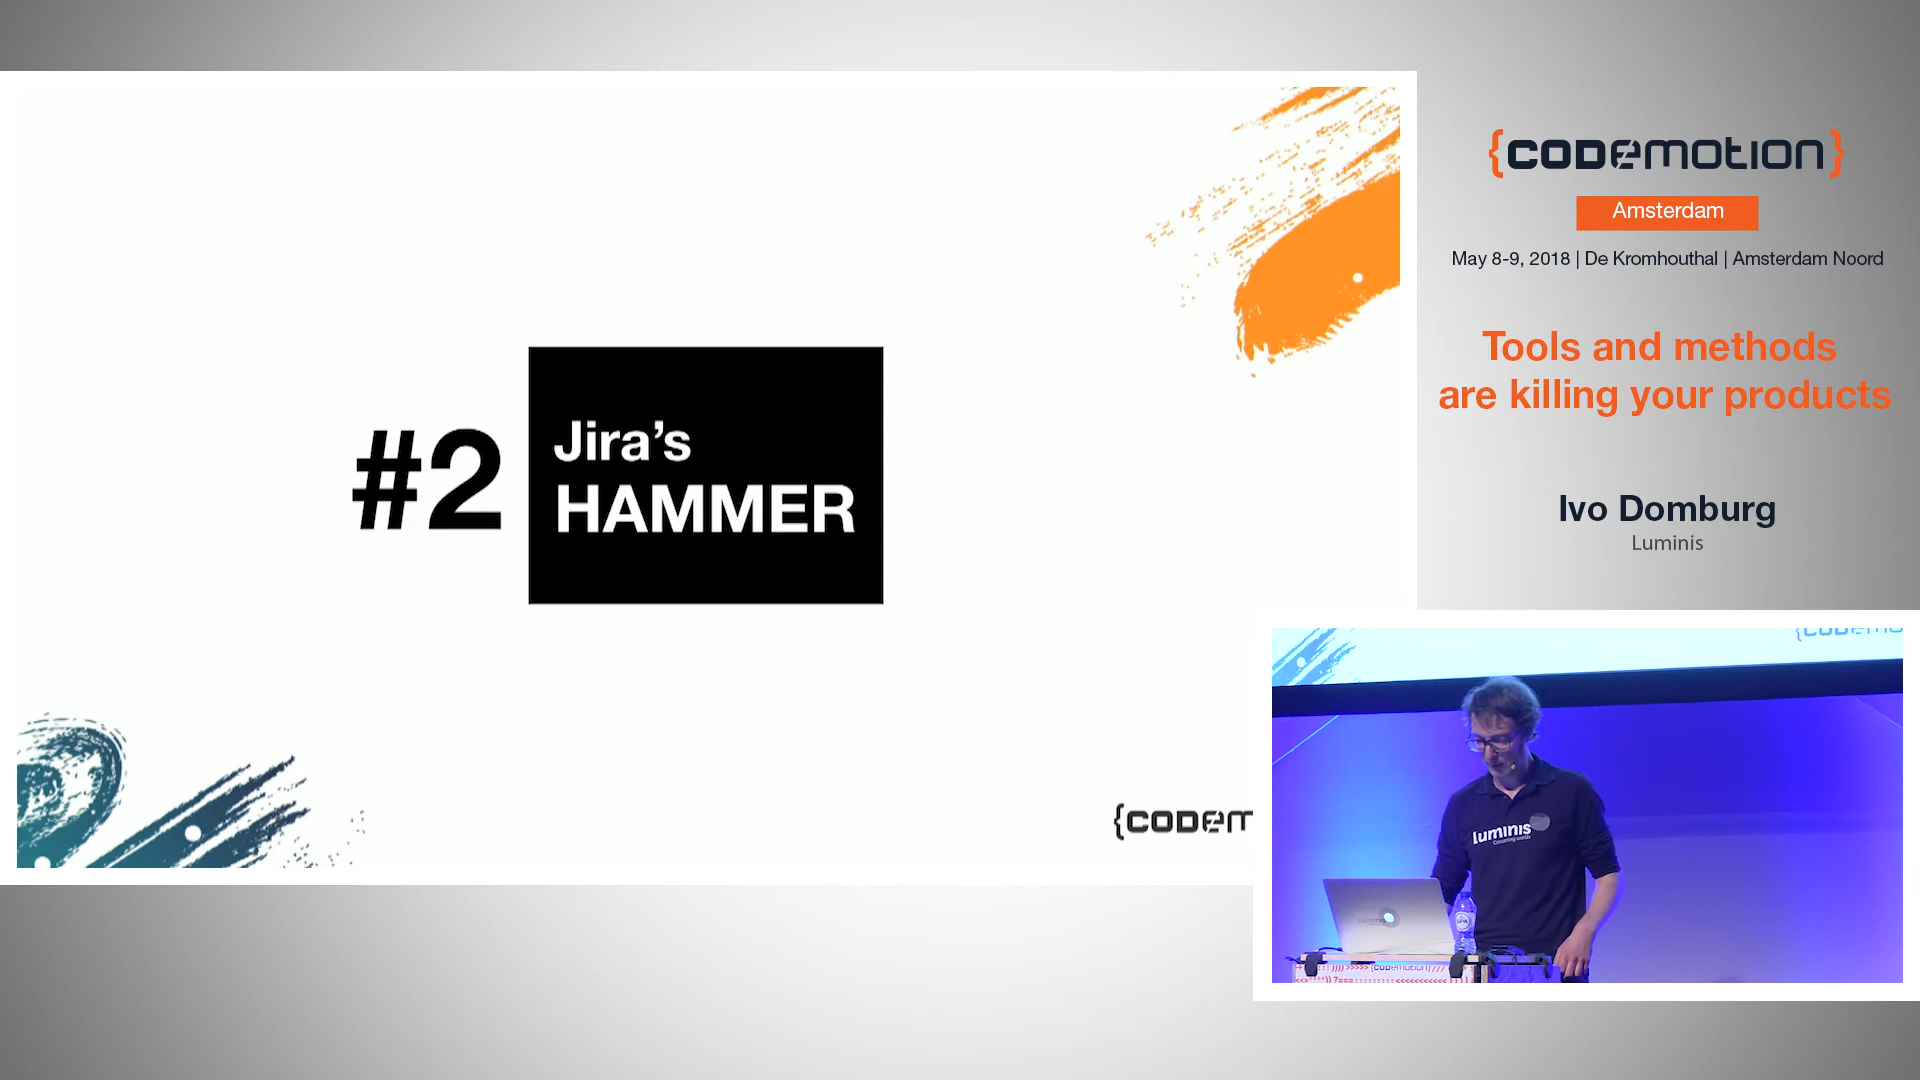 #2
Jira's
HAMMER
{CODEM
{CODEMOTION}
Amsterdam
May 8-9, 2018 | De Kromhouthal | Amsterdam Noord
Tools and methods
are killing your products
Ivo Domburg
Luminis
luminis